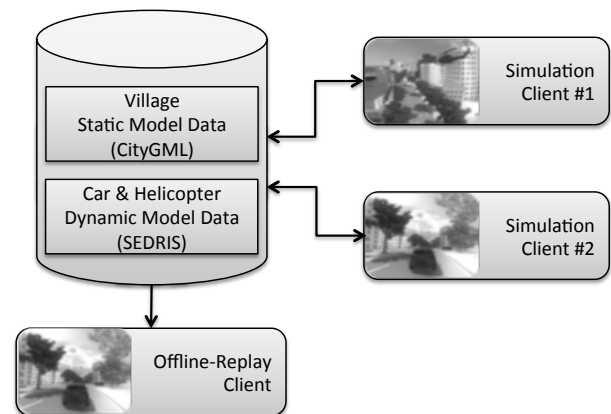 Village
Static Model Data
(CityGML)
Car & Helicopter
Dynamic Model Data
(SEDRIS)
Simulation
Client #1
Simulation
Client #2
Offline-Replay
Client